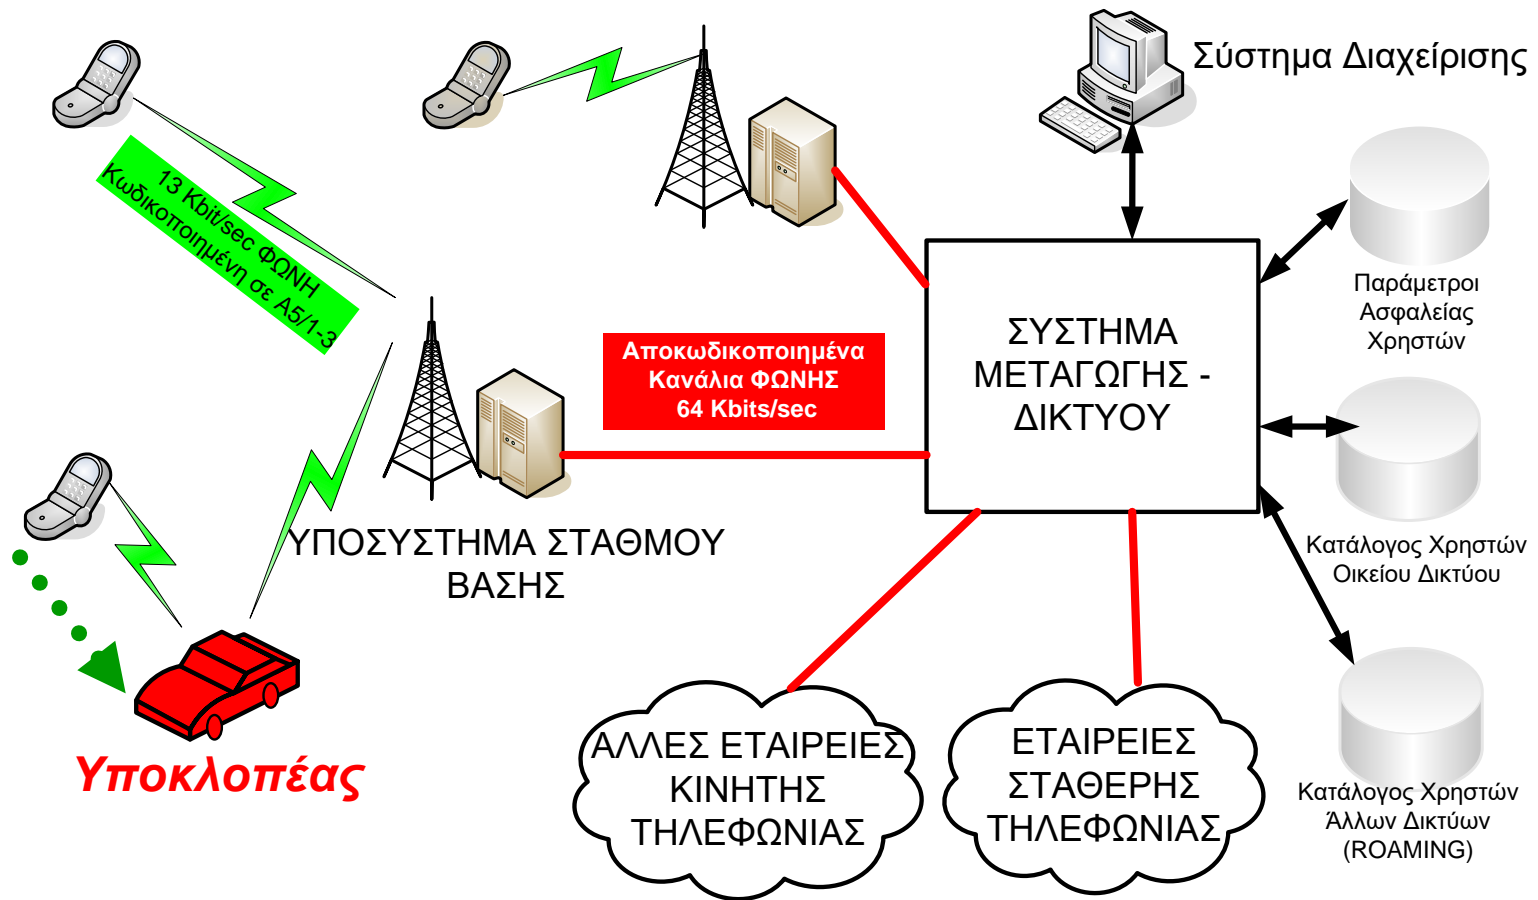 Σύστημα Διαχείρισης
13 Kbit/sec ΦΩΝΗ
Κωδικοποιημένη σε A5/1-3
Παράμετροι
Ασφαλείας
Χρηστών
Αποκωδικοποιημένα
Κανάλια ΦΩΝΗΣ
64 Kbits/sec
ΣΥΣΤΗΜΑ
ΜΕΤΑΓΩΓΗΣ -
ΔΙΚΤΥΟΥ
ΥΠΟΣΥΣΤΗΜΑ ΣΤΑΘΜΟΥ
ΒΑΣΗΣ
Κατάλογος Χρηστών
Οικείου Δικτύου
Υποκλοπέας
ΑΛΛΕΣ ΕΤΑΙΡΕΙΕΣ
ΚΙΝΗΤΗΣ
ΤΗΛΕΦΩΝΙΑΣ
ΕΤΑΙΡΕΙΕΣ
ΣΤΑΘΕΡΗΣ
ΤΗΛΕΦΩΝΙΑΣ
Κατάλογος Χρηστών
Άλλων Δικτύων
(ROAMING)